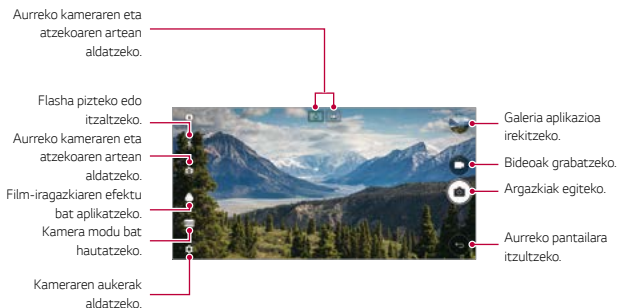 Aurreko kameraren eta
atzekoaren artean
aldatzeko.
Flasha pizteko edo
itzaltzeko.
Aurreko kameraren eta
atzekoaren artean
aldatzeko.
Film-iragazkiaren efektu
bat aplikatzeko.
Kamera modu bat
hautatzeko.
Kameraren aukerak
aldatzeko.
Galeria aplikazioa
irekitzeko.
Bideoak grabatzeko.
Argazkiak egiteko.
Aurreko pantailara
itzultzeko.